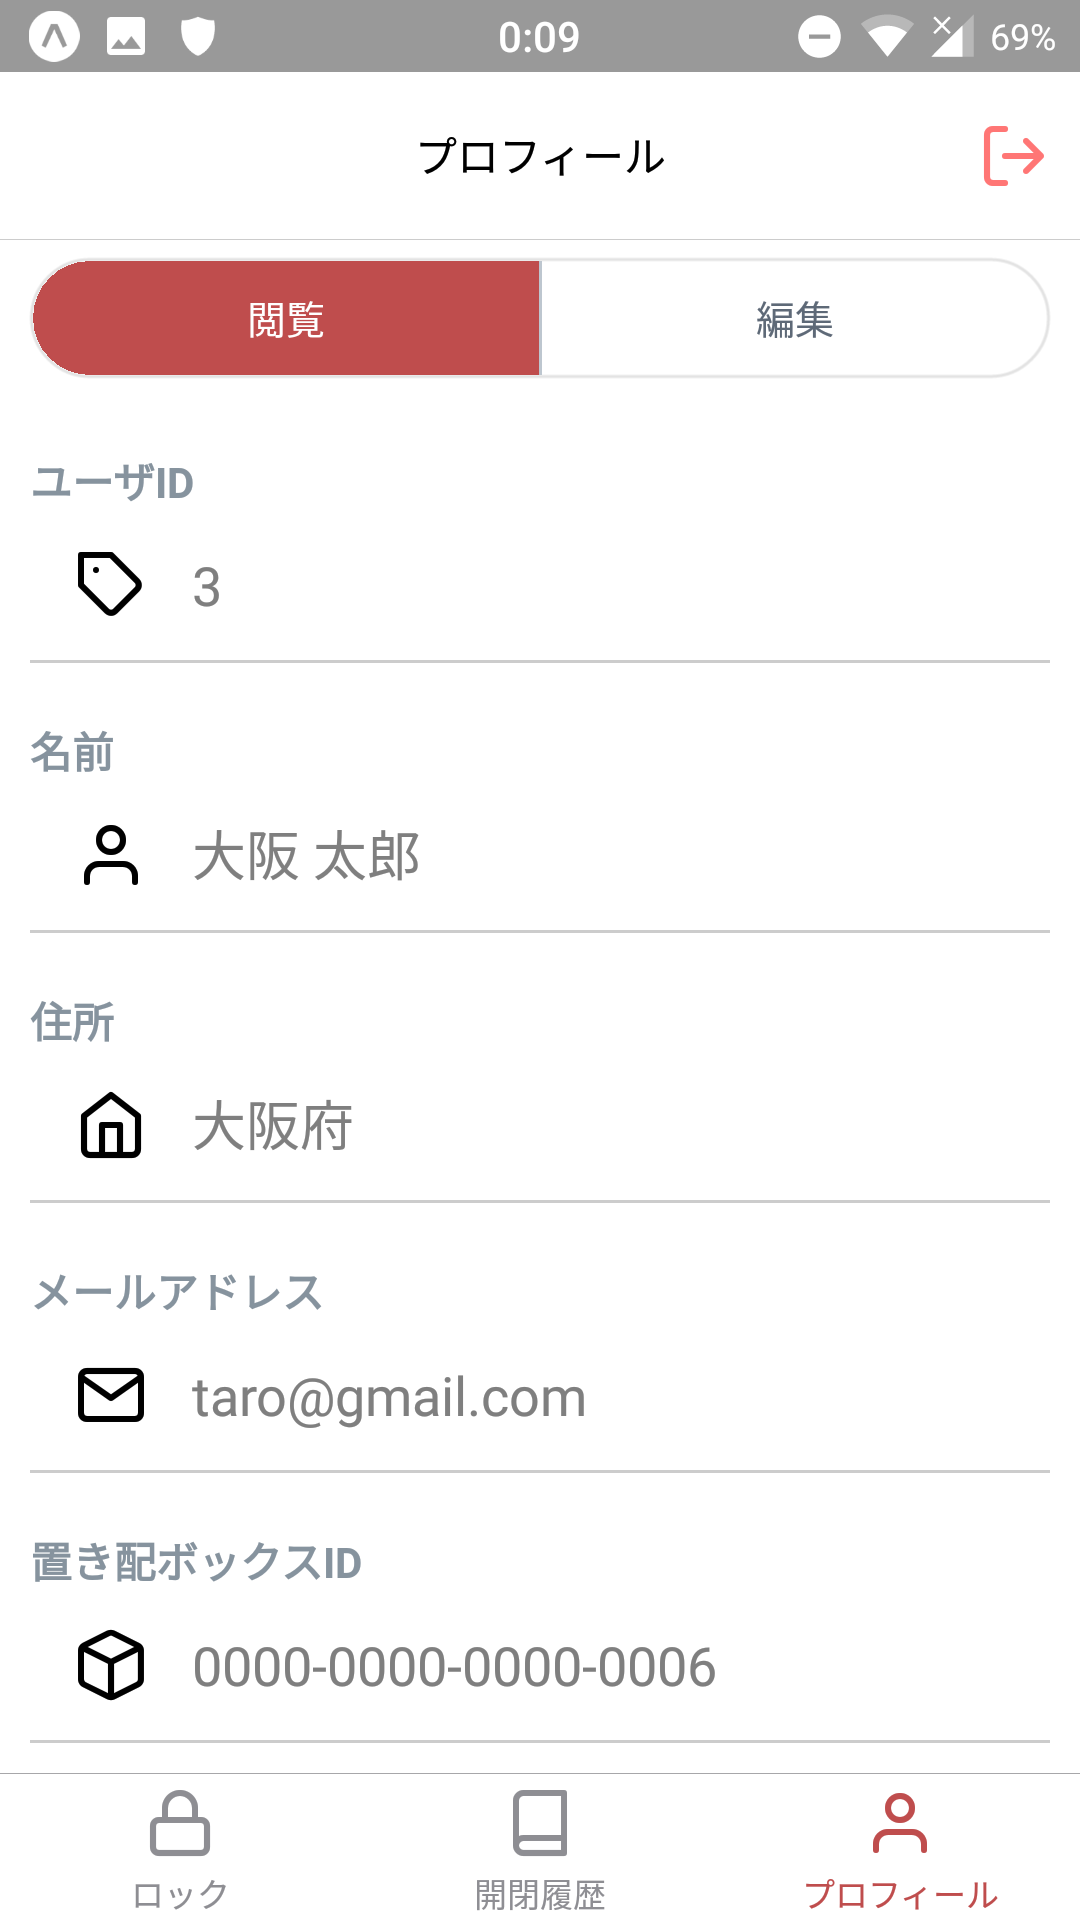 0:09 69%
プロフィール
閲覧 編集
ユーザID
3
名前
大阪 太郎
住所
大阪府
メールアドレス
taro@gmail.com
置き配ボックスID
0000-0000-0000-0006
ロック 開閉履歴 プロフィール